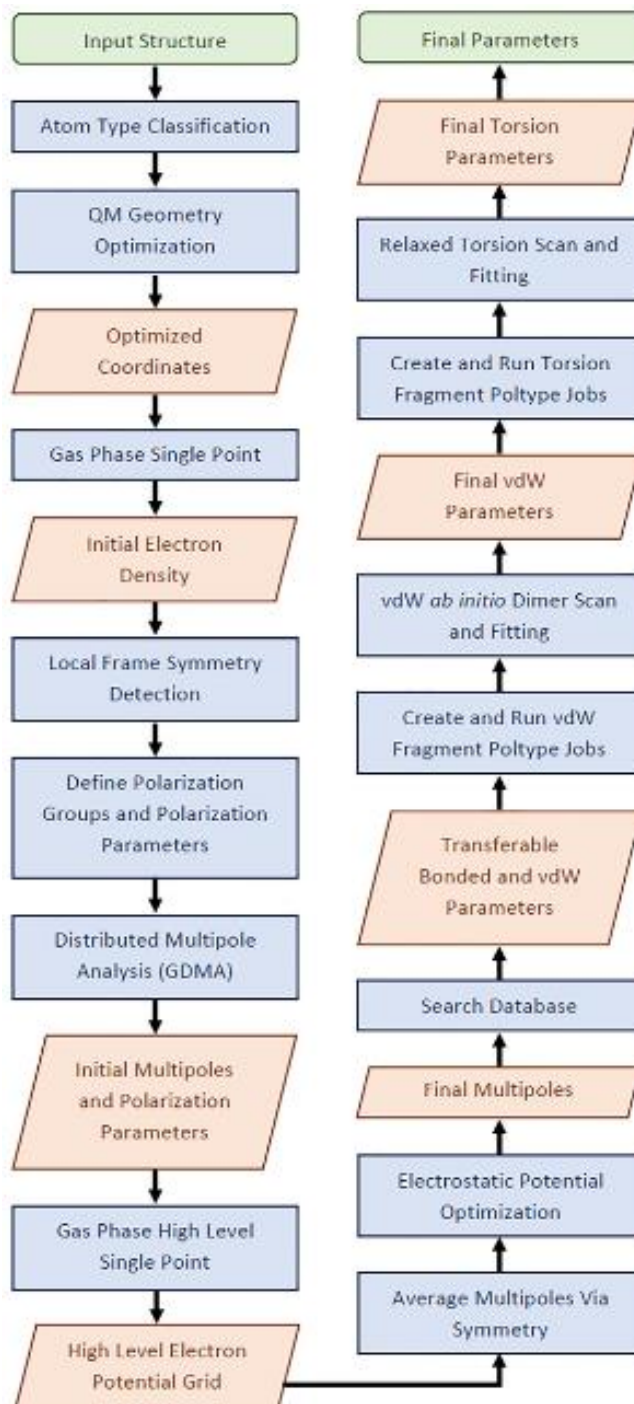 Input Structure
Atom Type Classification
QM Geometry
Optimization
Optimized
Coordinates
Gas Phase Single Point
Initial Electron
Density
Local Frame Symmetry
Detection
Define Polarization
Groups and Polarization
Parameters
Distributed Multipole
Analysis (GDMA)
Initial Multipoles
and Polarization
Parameters
Gas Phase High Level
Single Point
High Level Electron
Potential Grid
Final Parameters
Final Torsion
Parameters
Relaxed Torsion Scan and
Fitting
Create and Run Torsion
Fragment Poltype Jobs
Final vdW
Parameters
vdW ab initio Dimer Scan
and Fitting
Create and Run vdW
Fragment Poltype Jobs
Transferable
Bonded and vdW
Parameters
Search Database
Final Multipoles
Electrostatic Potential
Optimization
Average Multipoles Via
Symmetry